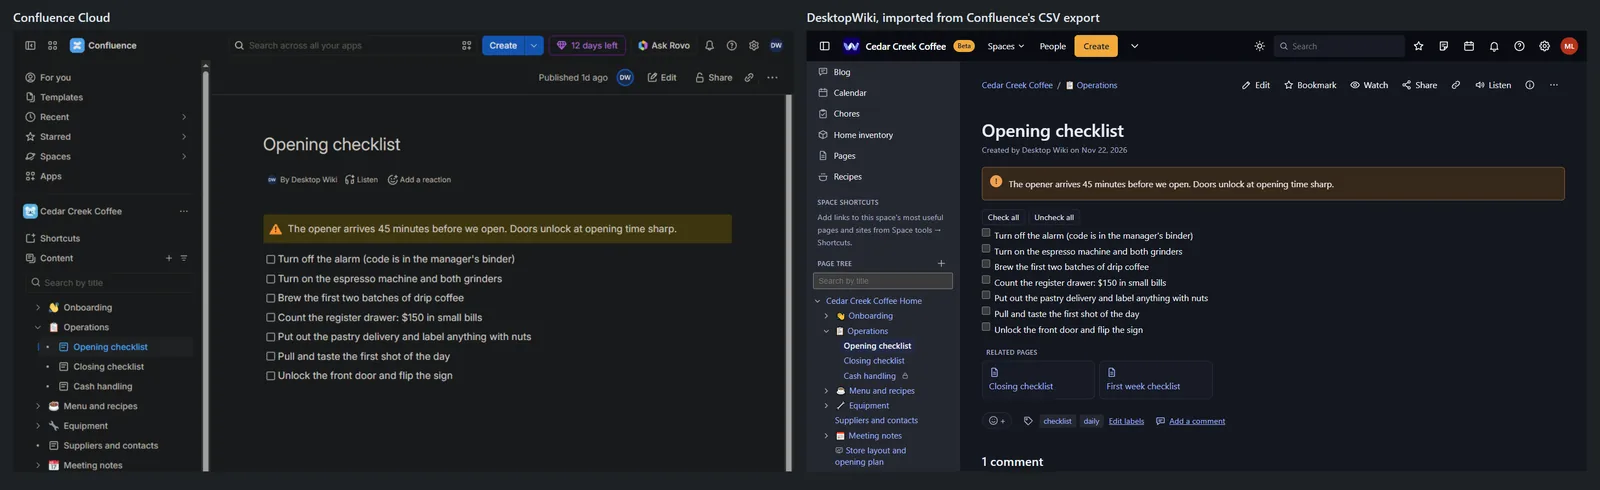 Confluence Cloud
Confluence
Search across all your apps
Create
12 days left
Ask Rovo
DW
For you
Templates
Recent
Starred
Spaces
Apps
Cedar Creek Coffee
Shortcuts
Content
Search by title
Onboarding
Operations
Opening checklist
Closing checklist
Cash handling
Menu and recipes
Equipment
Suppliers and contacts
Meeting notes
Published 1d ago
DW
Edit
Share
Opening checklist
DW By Desktop Wiki
Listen
Add a reaction
The opener arrives 45 minutes before we open. Doors unlock at opening time sharp.
Turn off the alarm (code is in the manager's binder)
Turn on the espresso machine and both grinders
Brew the first two batches of drip coffee
Count the register drawer: $150 in small bills
Put out the pastry delivery and label anything with nuts
Pull and taste the first shot of the day
Unlock the front door and flip the sign
DesktopWiki, imported from Confluence's CSV export
Cedar Creek Coffee
Beta
Spaces
People
Create
Search
ML
Blog
Calendar
Chores
Home inventory
Pages
Recipes
SPACE SHORTCUTS
Add links to this space's most useful
pages and sites from Space tools →
Shortcuts.
PAGE TREE
Search by title
Cedar Creek Coffee Home
Onboarding
Operations
Opening checklist
Closing checklist
Cash handling
Menu and recipes
Equipment
Suppliers and contacts
Meeting notes
Store layout and
opening plan
Cedar Creek Coffee / Operations
Edit
Bookmark
Watch
Share
Listen
Opening checklist
Created by Desktop Wiki on Nov 22, 2026
The opener arrives 45 minutes before we open. Doors unlock at opening time sharp.
Check all
Uncheck all
Turn off the alarm (code is in the manager's binder)
Turn on the espresso machine and both grinders
Brew the first two batches of drip coffee
Count the register drawer: $150 in small bills
Put out the pastry delivery and label anything with nuts
Pull and taste the first shot of the day
Unlock the front door and flip the sign
RELATED PAGES
Closing checklist
First week checklist
checklist
daily
Edit labels
Add a comment
1 comment